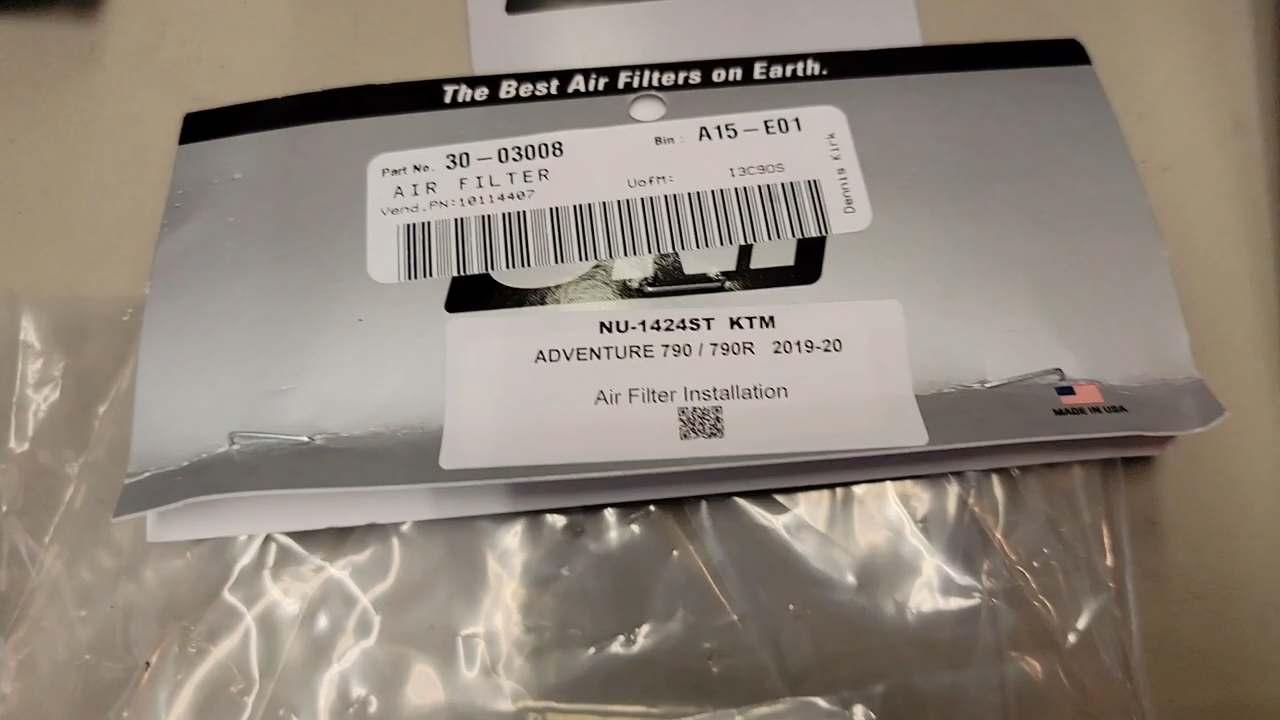 The Best Air Filters on Earth.
Part No. 30-03008 Bin: A15-E01
AIR FILTER UofM: I3C90S
Vend.PN:10114407
Dennis Kirk
NU-1424ST KTM
ADVENTURE 790 / 790R 2019-20
Air Filter Installation
MADE IN USA